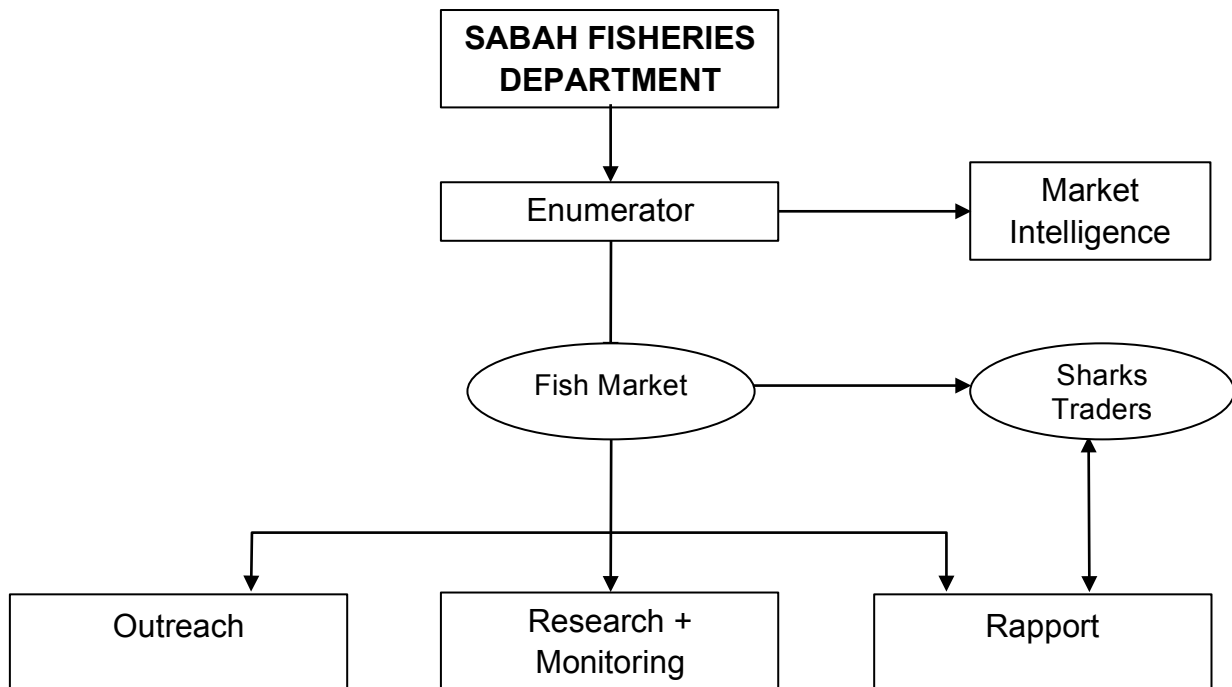 SABAH FISHERIES
DEPARTMENT
Enumerator
Market
Intelligence
Fish Market
Sharks
Traders
Outreach
Research +
Monitoring
Rapport